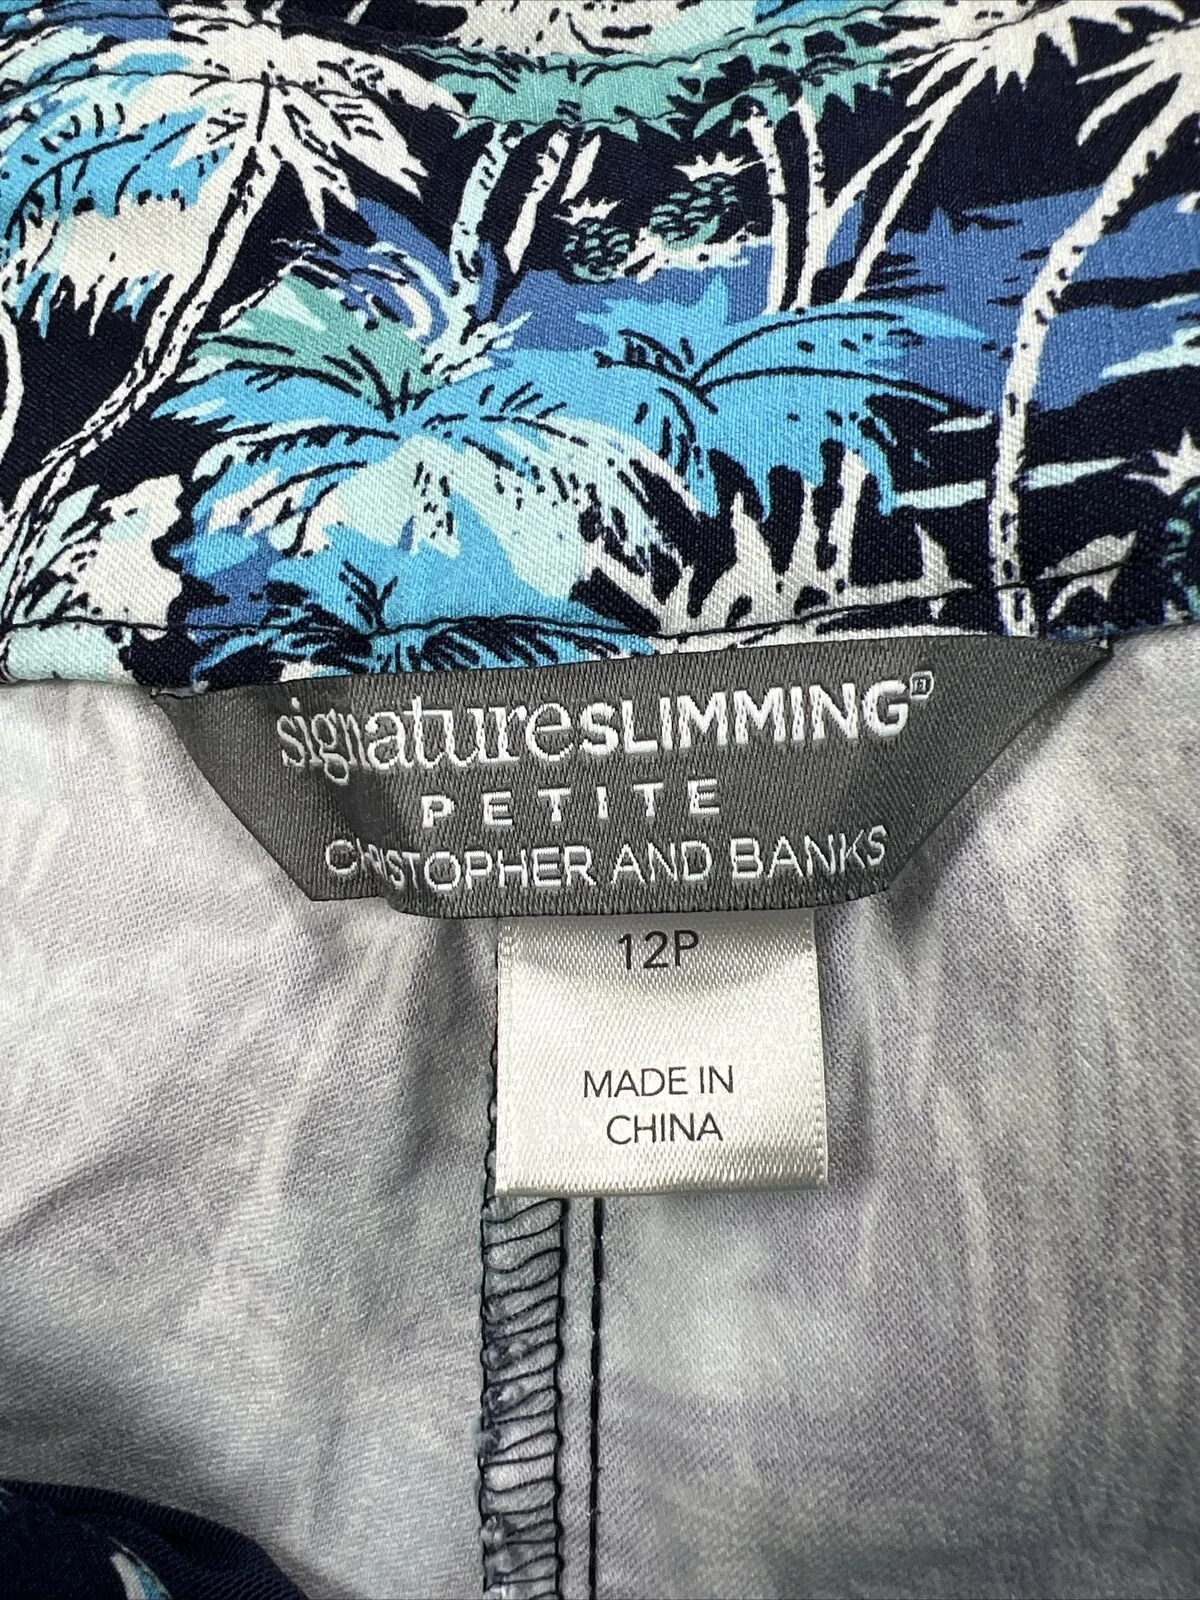 signatureSLIMMING®
PETITE
CHRISTOPHER AND BANKS
12P
MADE IN
CHINA